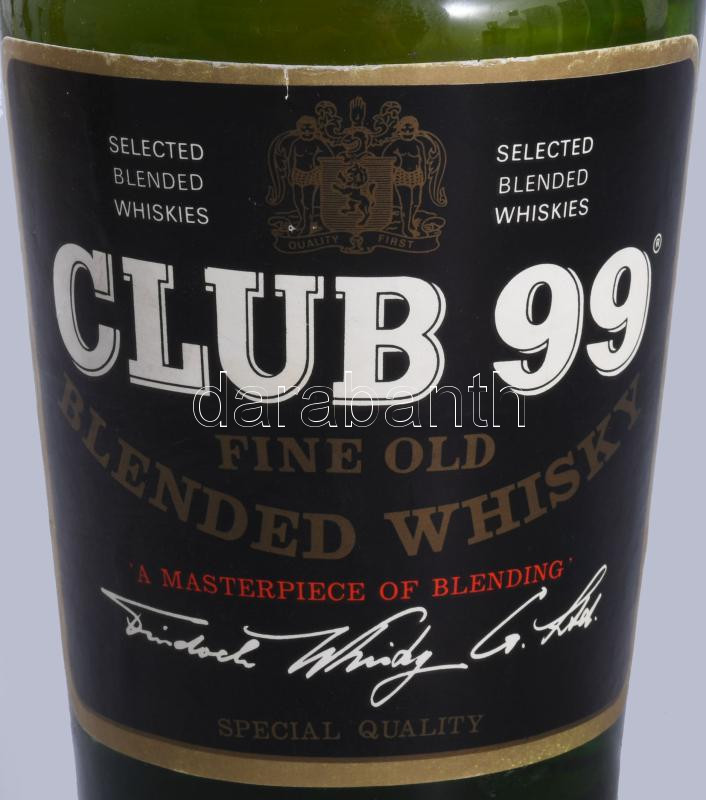 SELECTED
BLENDED
WHISKIES
SELECTED
BLENDED
WHISKIES
QUALITY FIRST
CLUB 99®
darabanth
FINE OLD
BLENDED WHISKY
'A MASTERPIECE OF BLENDING'
G. Ltd.
SPECIAL QUALITY